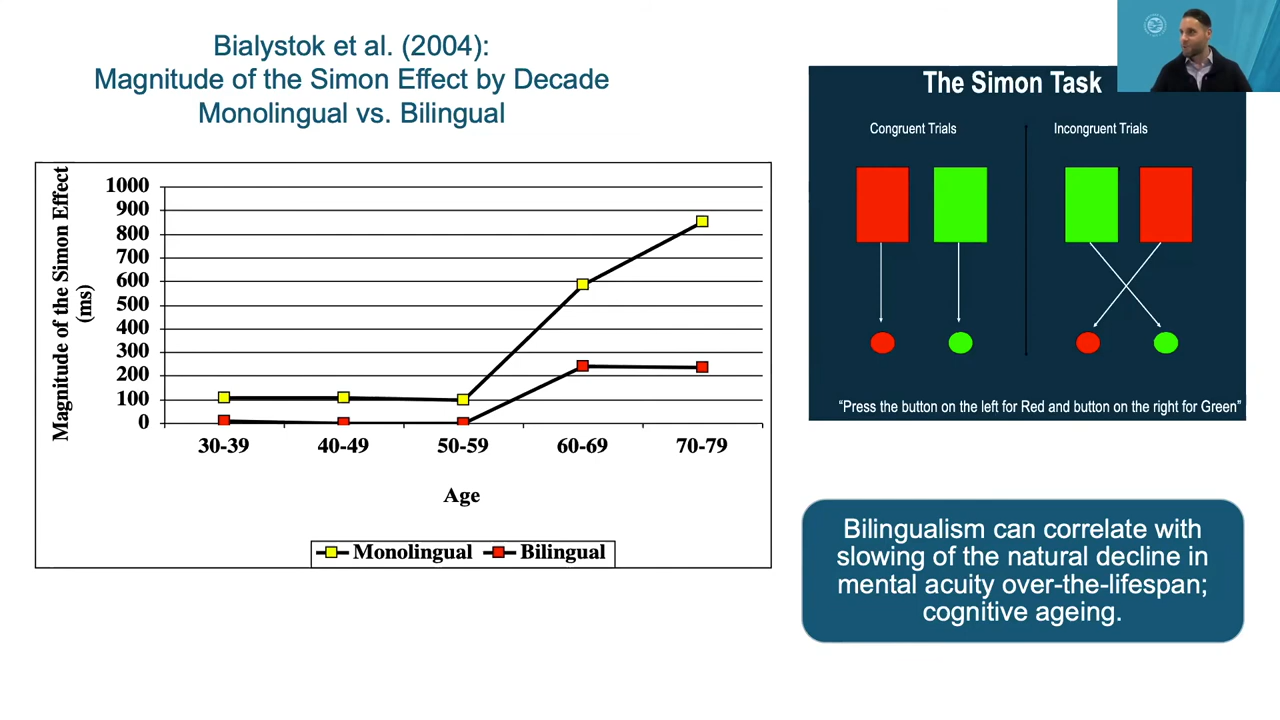 Bialystok et al. (2004):
Magnitude of the Simon Effect by Decade
Monolingual vs. Bilingual
Magnitude of the Simon Effect
(ms)
1000
900
800
700
600
500
400
300
200
100
0
30-39 40-49 50-59 60-69 70-79
Age
Monolingual Bilingual
The Simon Task
Congruent Trials Incongruent Trials
“Press the button on the left for Red and button on the right for Green”
Bilingualism can correlate with
slowing of the natural decline in
mental acuity over-the-lifespan;
cognitive ageing.